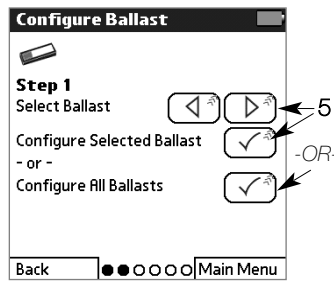 Configure Ballast
Step 1
Select Ballast
5
Configure Selected Ballast
- or -
-OR-
Configure All Ballasts
Back
Main Menu